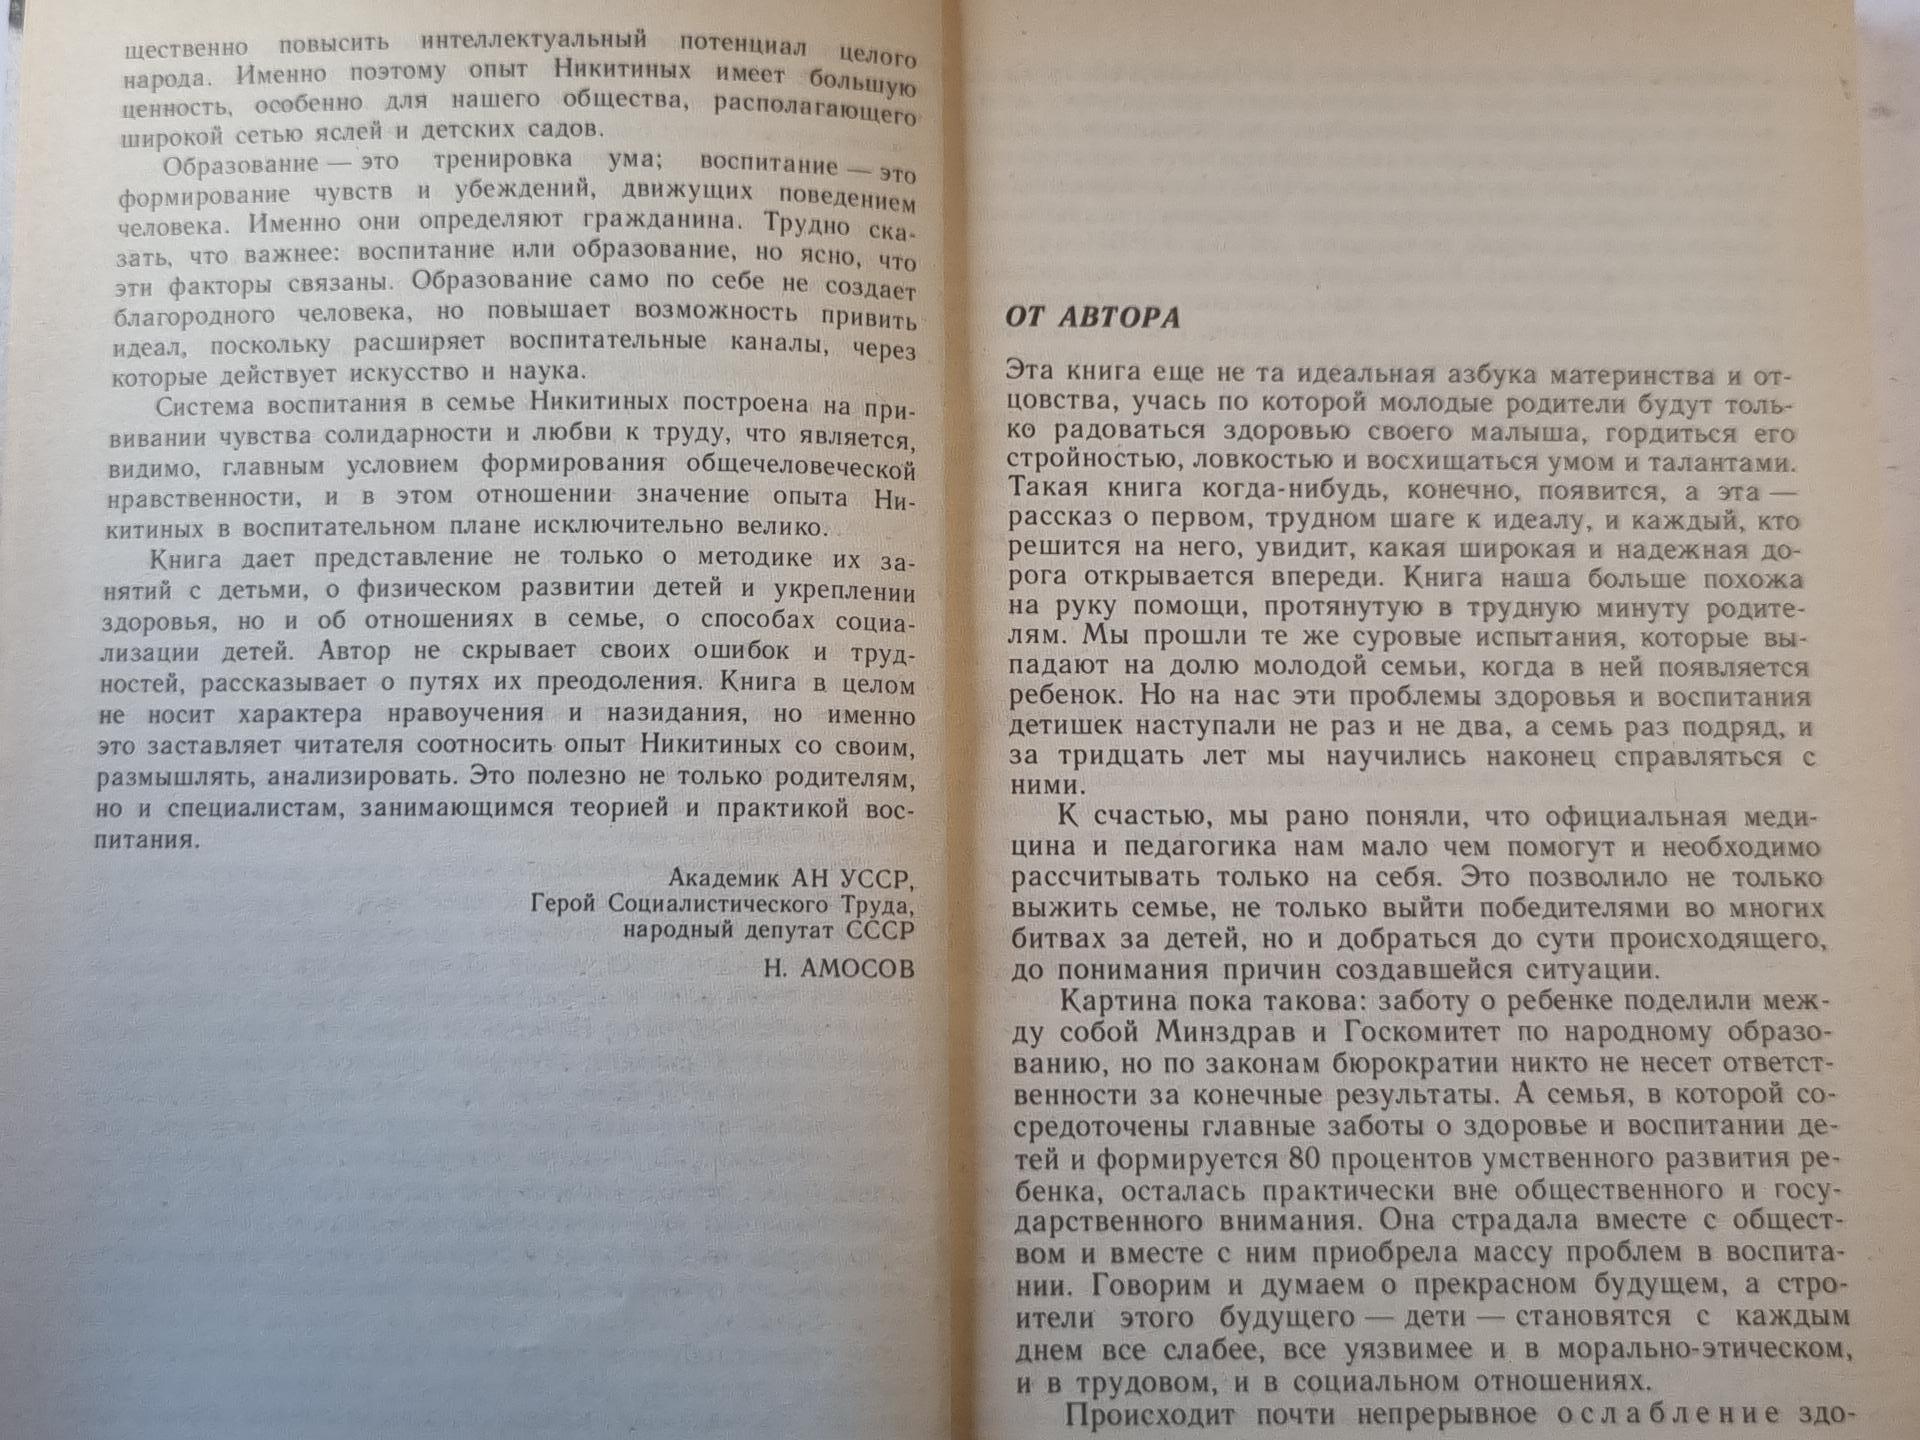 щественно повысить интеллектуальный потенциал целого
народа. Именно поэтому опыт Никитиных имеет большую
ценность, особенно для нашего общества, располагающего
широкой сетью яслей и детских садов.
Образование — это тренировка ума; воспитание — это
формирование чувств и убеждений, движущих поведением
человека. Именно они определяют гражданина. Трудно ска-
зать, что важнее: воспитание или образование, но ясно, что
эти факторы связаны. Образование само по себе не создает
благородного человека, но повышает возможность привить
идеал, поскольку расширяет воспитательные каналы, через
которые действует искусство и наука.
Система воспитания в семье Никитиных построена на при-
вивании чувства солидарности и любви к труду, что является,
видимо, главным условием формирования общечеловеческой
нравственности, и в этом отношении значение опыта Ни-
китиных в воспитательном плане исключительно велико.
Книга дает представление не только о методике их за-
нятий с детьми, о физическом развитии детей и укреплении
здоровья, но и об отношениях в семье, о способах социа-
лизации детей. Автор не скрывает своих ошибок и труд-
ностей, рассказывает о путях их преодоления. Книга в целом
не носит характера нравоучения и назидания, но именно
это заставляет читателя соотносить опыт Никитиных со своим,
размышлять, анализировать. Это полезно не только родителям,
но и специалистам, занимающимся теорией и практикой вос-
питания.
Академик АН УССР,
Герой Социалистического Труда,
народный депутат СССР
Н. АМОСОВ
ОТ АВТОРА
Эта книга еще не та идеальная азбука материнства и от-
цовства, учась по которой молодые родители будут толь-
ко радоваться здоровью своего малыша, гордиться его
стройностью, ловкостью и восхищаться умом и талантами.
Такая книга когда-нибудь, конечно, появится, а эта —
рассказ о первом, трудном шаге к идеалу, и каждый, кто
решится на него, увидит, какая широкая и надежная до-
рога открывается впереди. Книга наша больше похожа
на руку помощи, протянутую в трудную минуту родите-
лям. Мы прошли те же суровые испытания, которые вы-
падают на долю молодой семьи, когда в ней появляется
ребенок. Но на нас эти проблемы здоровья и воспитания
детишек наступали не раз и не два, а семь раз подряд, и
за тридцать лет мы научились наконец справляться с
ними.
К счастью, мы рано поняли, что официальная меди-
цина и педагогика нам мало чем помогут и необходимо
рассчитывать только на себя. Это позволило не только
выжить семье, не только выйти победителями во многих
битвах за детей, но и добраться до сути происходящего,
до понимания причин создавшейся ситуации.
Картина пока такова: заботу о ребенке поделили меж-
ду собой Минздрав и Госкомитет по народному образо-
ванию, но по законам бюрократии никто не несет ответст-
венности за конечные результаты. А семья, в которой со-
средоточены главные заботы о здоровье и воспитании де-
тей и формируется 80 процентов умственного развития ре-
бенка, осталась практически вне общественного и госу-
дарственного внимания. Она страдала вместе с общест-
вом и вместе с ним приобрела массу проблем в воспита-
нии. Говорим и думаем о прекрасном будущем, а стро-
ители этого будущего — дети — становятся с каждым
днем все слабее, все уязвимее и в морально-этическом,
и в трудовом, и в социальном отношениях.
Происходит почти непрерывное ослабление здо-